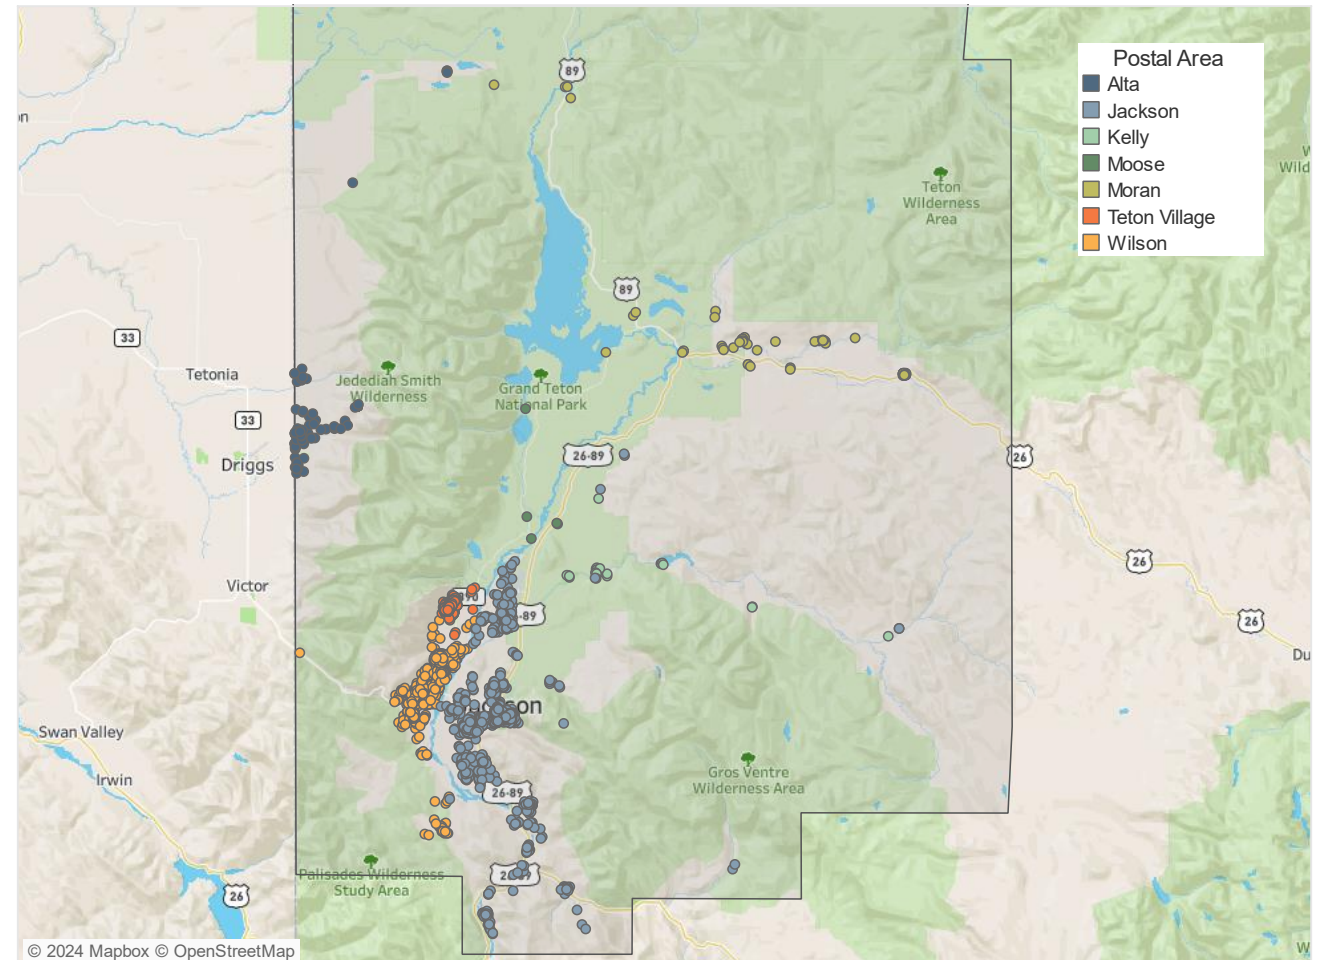 89
Postal Area
Alta
Jackson
Kelly
Moose
Moran
Teton Village
Wilson
Teton
Wilderness
Area
89
33
Tetonia
Jedediah Smith
Wilderness
Grand Teton
National Park
33
Driggs
26-89
26
26
Victor
26
Swan Valley
Irwin
26-89
Gros Ventre
Wilderness Area
Palisades Wilderness
Study Area
26
© 2024 Mapbox © OpenStreetMap